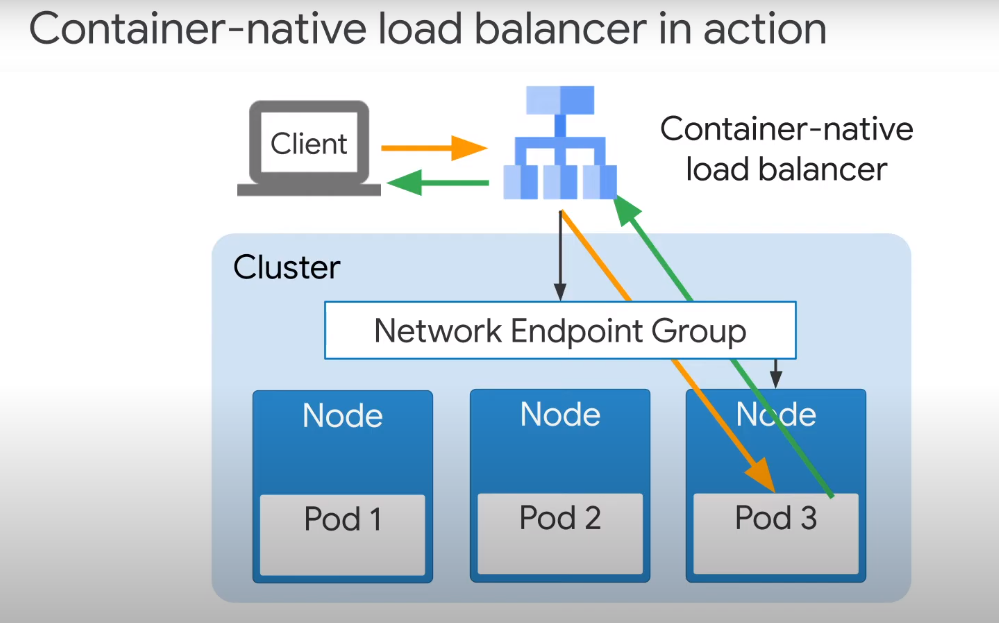 Container-native load balancer in action
Client
Container-native
load balancer
Cluster
Network Endpoint Group
Node
Node
Node
Pod 1
Pod 2
Pod 3